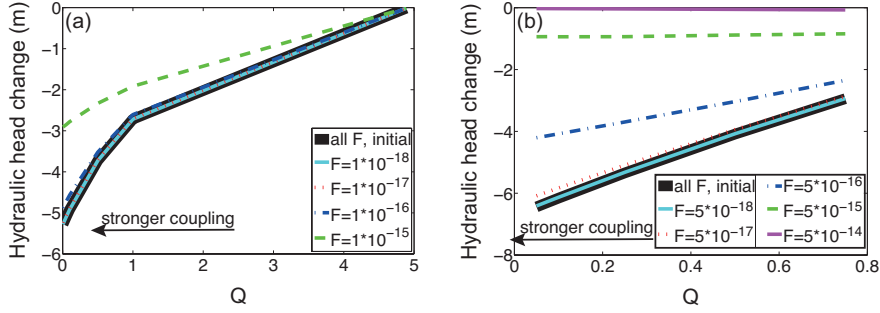 (a)
Hydraulic head change (m)
-0
-1
-2
-3
-4
-5
-6
0
1
2
3
4
5
Q
stronger coupling
all F, initial
F=1*10^-18
F=1*10^-17
F=1*10^-16
F=1*10^-15
(b)
Hydraulic head change (m)
0
-2
-4
-6
-8
0
0.2
0.4
0.6
0.8
Q
stronger coupling
all F, initial
F=5*10^-18
F=5*10^-17
F=5*10^-16
F=5*10^-15
F=5*10^-14